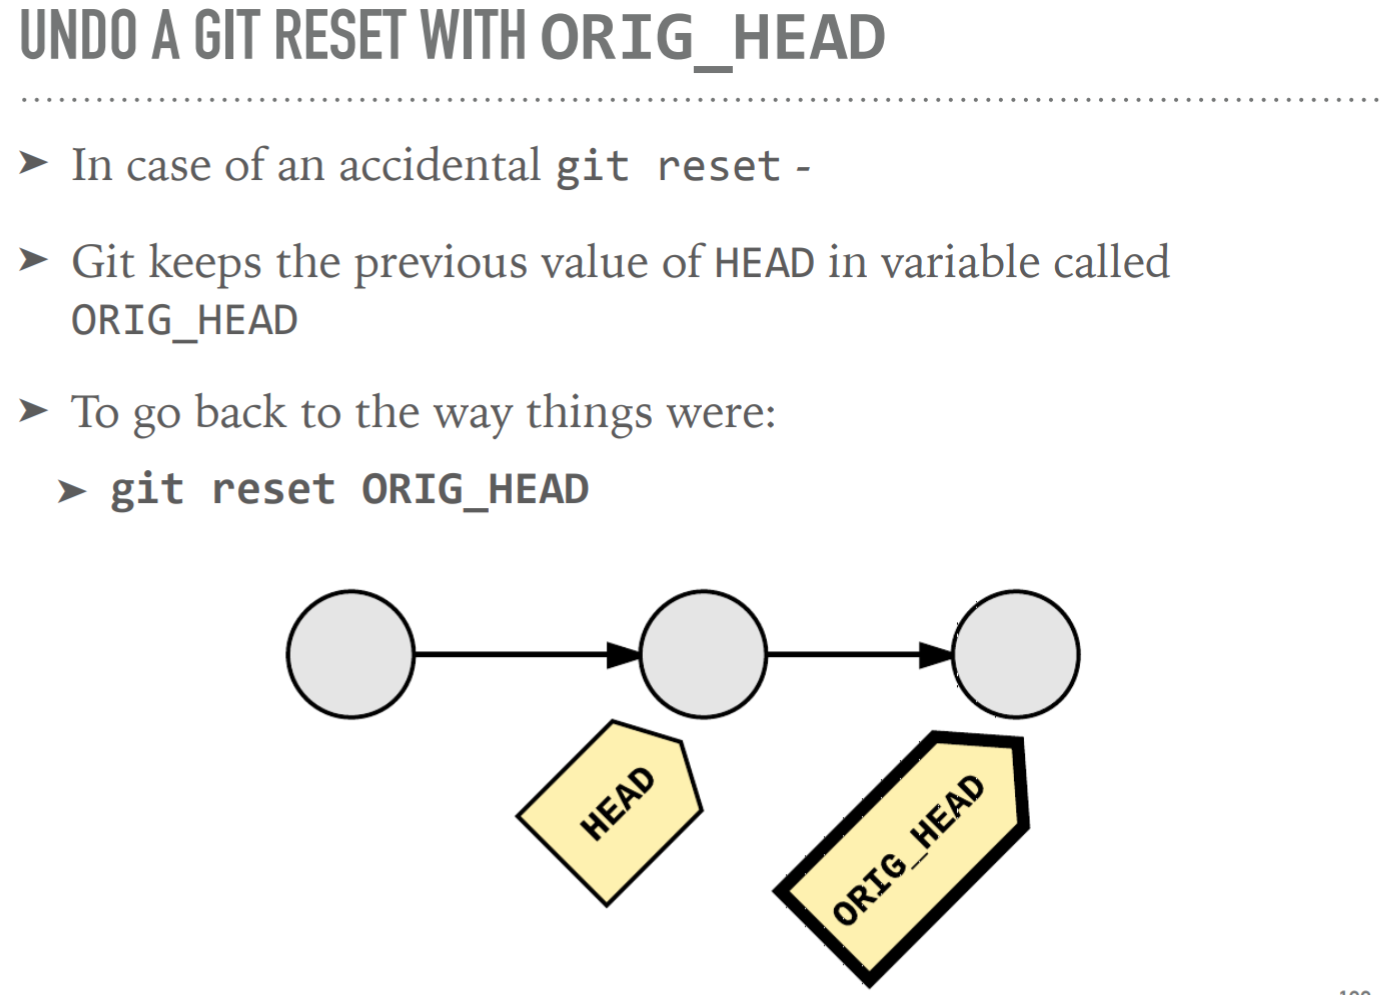 UNDO A GIT RESET WITH ORIG_HEAD
➤ In case of an accidental git reset -
➤ Git keeps the previous value of HEAD in variable called
ORIG_HEAD
➤ To go back to the way things were:
➤ git reset ORIG_HEAD
HEAD
ORIG_HEAD